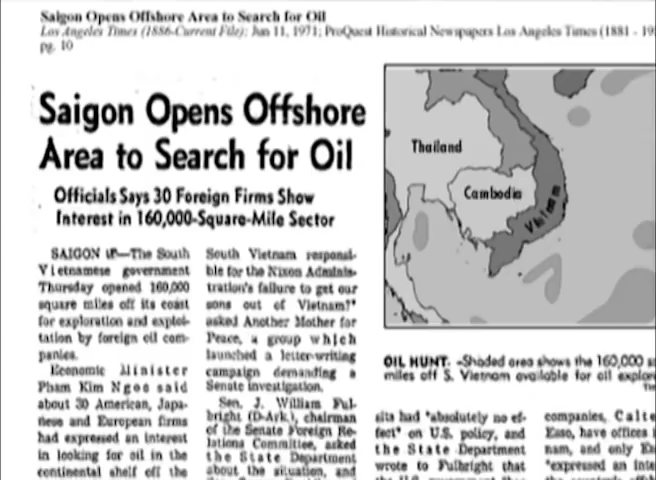 Saigon Opens Offshore Area to Search for Oil
Los Angeles Times (1886-Current File); Jun 11, 1971; ProQuest Historical Newspapers Los Angeles Times (1881 - 19
pg. 10
Saigon Opens Offshore
Area to Search for Oil
Officials Says 30 Foreign Firms Show
Interest in 160,000-Square-Mile Sector
SAIGON —The South
Vietnamese government
Thursday opened 160,000
square miles off its coast
for exploration and exploi-
tation by foreign oil com-
panies.
Economic Minister
Pham Kim Ngoc said
about 30 American, Japa-
nese and European firms
had expressed an interest
in looking for oil in the
continental shelf off the
South Vietnam responsi-
ble for the Nixon Adminis-
tration's failure to get our
sons out of Vietnam?"
asked Another Mother for
Peace, a group which
launched a letter-writing
campaign demanding a
Senate investigation.
Sen. J. William Ful-
bright (D-Ark.), chairman
of the Senate Foreign Re-
lations Committee, asked
the State Department
about the situation, and
Thailand
Cambodia
Vietnam
OIL HUNT -Shaded area shows the 160,000
miles off S. Vietnam available for oil explor
sits had "absolutely no ef-
fect" on U.S. policy, and
the State Department
wrote to Fulbright that
companies, Calte
Esso, have offices
nam, and only E
"expressed an inte